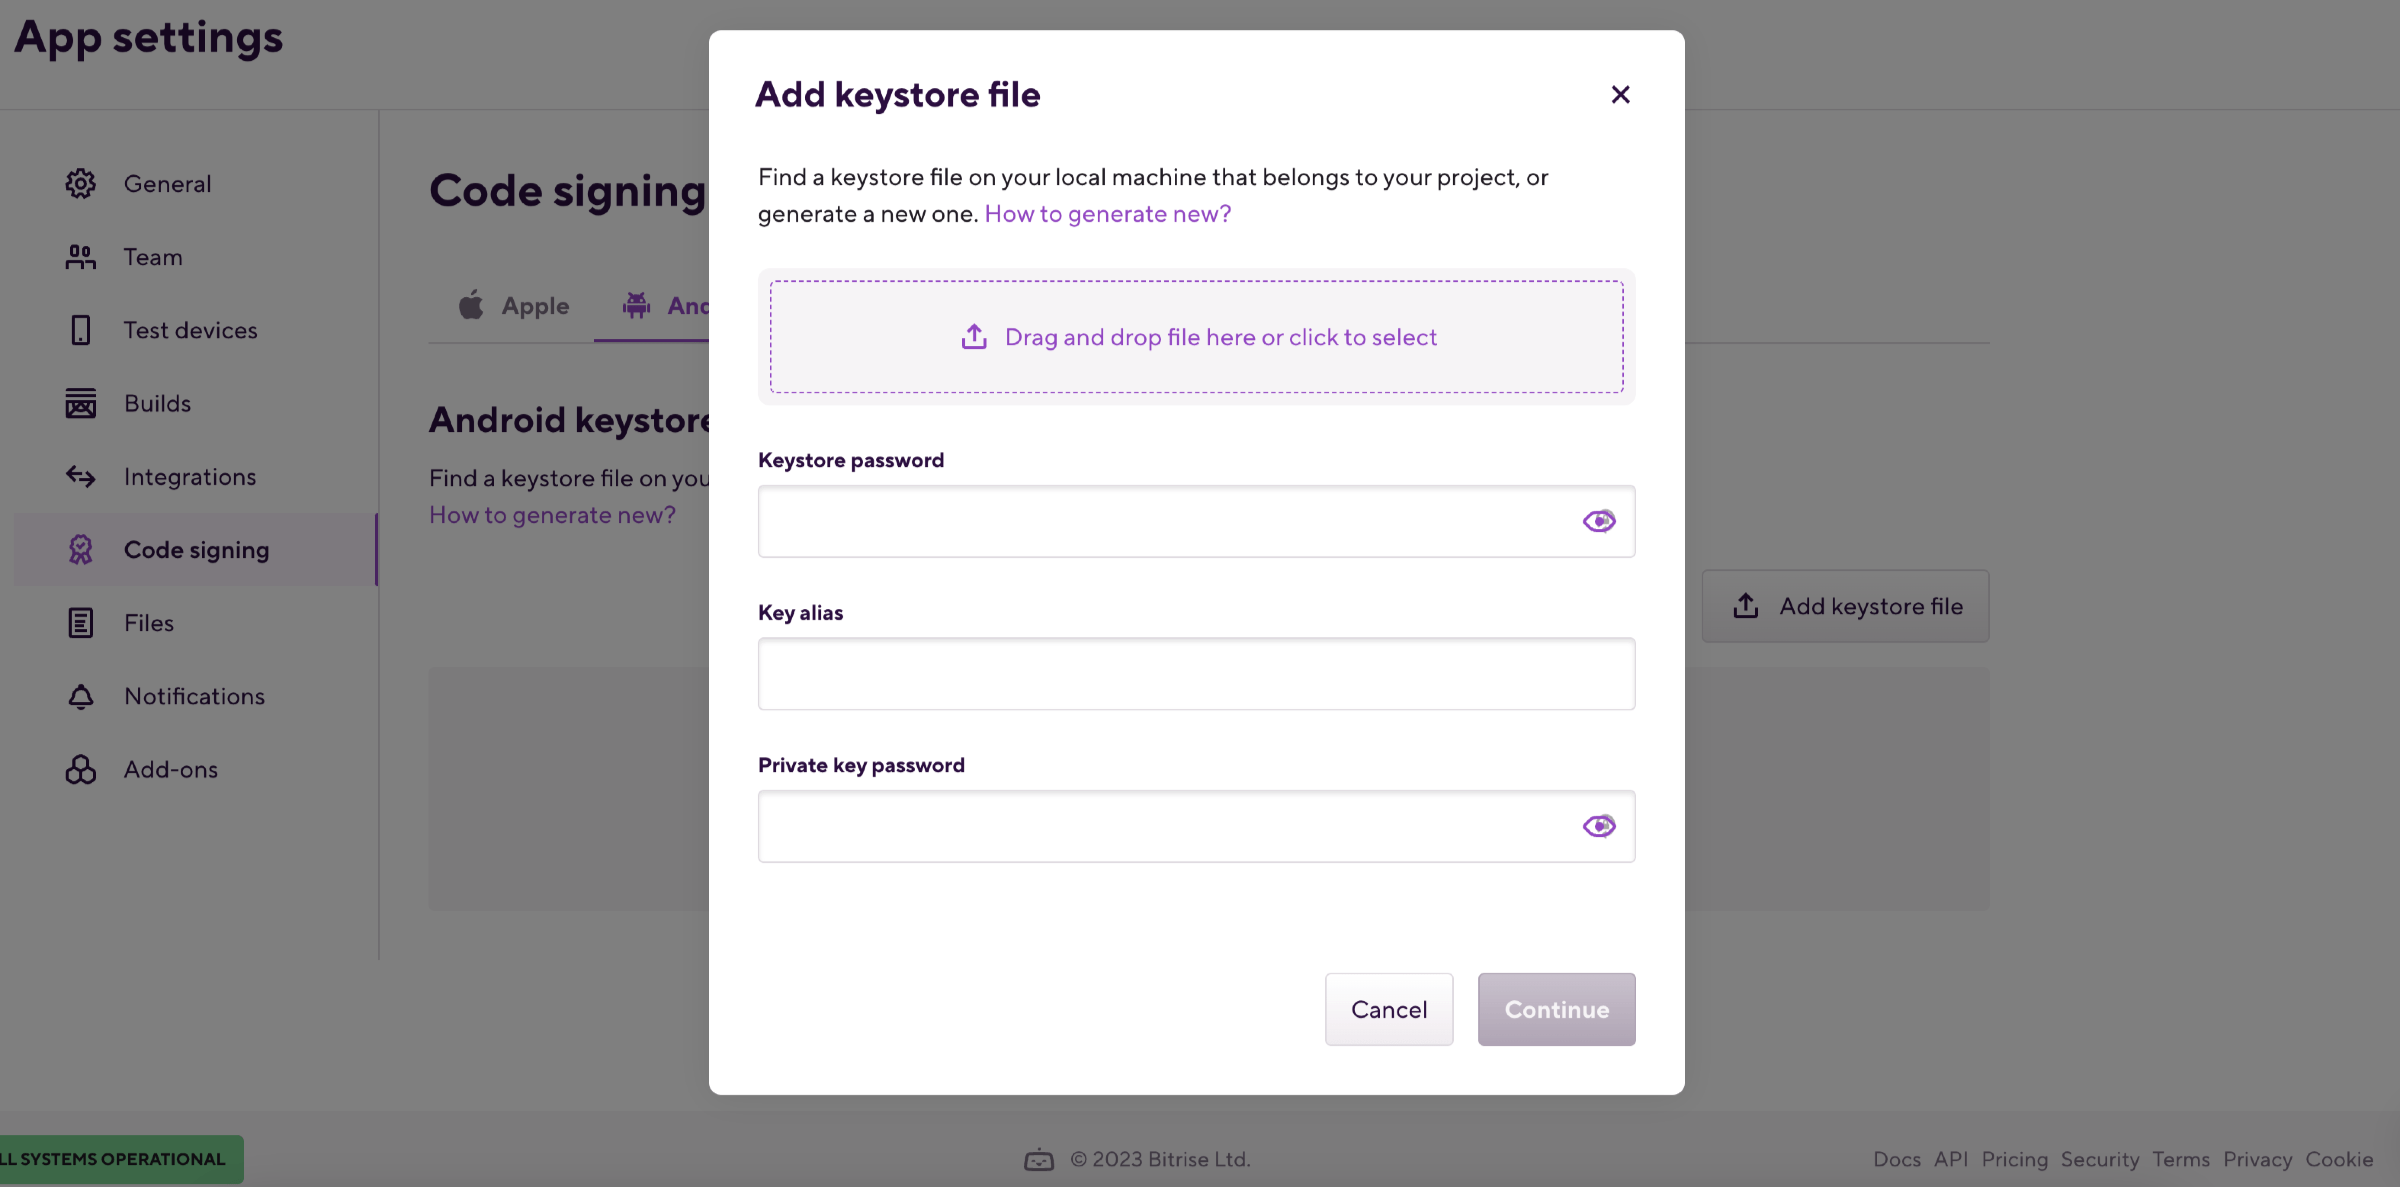 App settings
General
Team
Test devices
Builds
Integrations
Code signing
Files
Notifications
Add-ons
Code signing
Apple
And
Android keystore
Find a keystore file on you
How to generate new?
Add keystore file
Add keystore file
Find a keystore file on your local machine that belongs to your project, or
generate a new one. How to generate new?
Drag and drop file here or click to select
Keystore password
Key alias
Private key password
Cancel
Continue
LL SYSTEMS OPERATIONAL
© 2023 Bitrise Ltd.
Docs API Pricing Security Terms Privacy Cookie